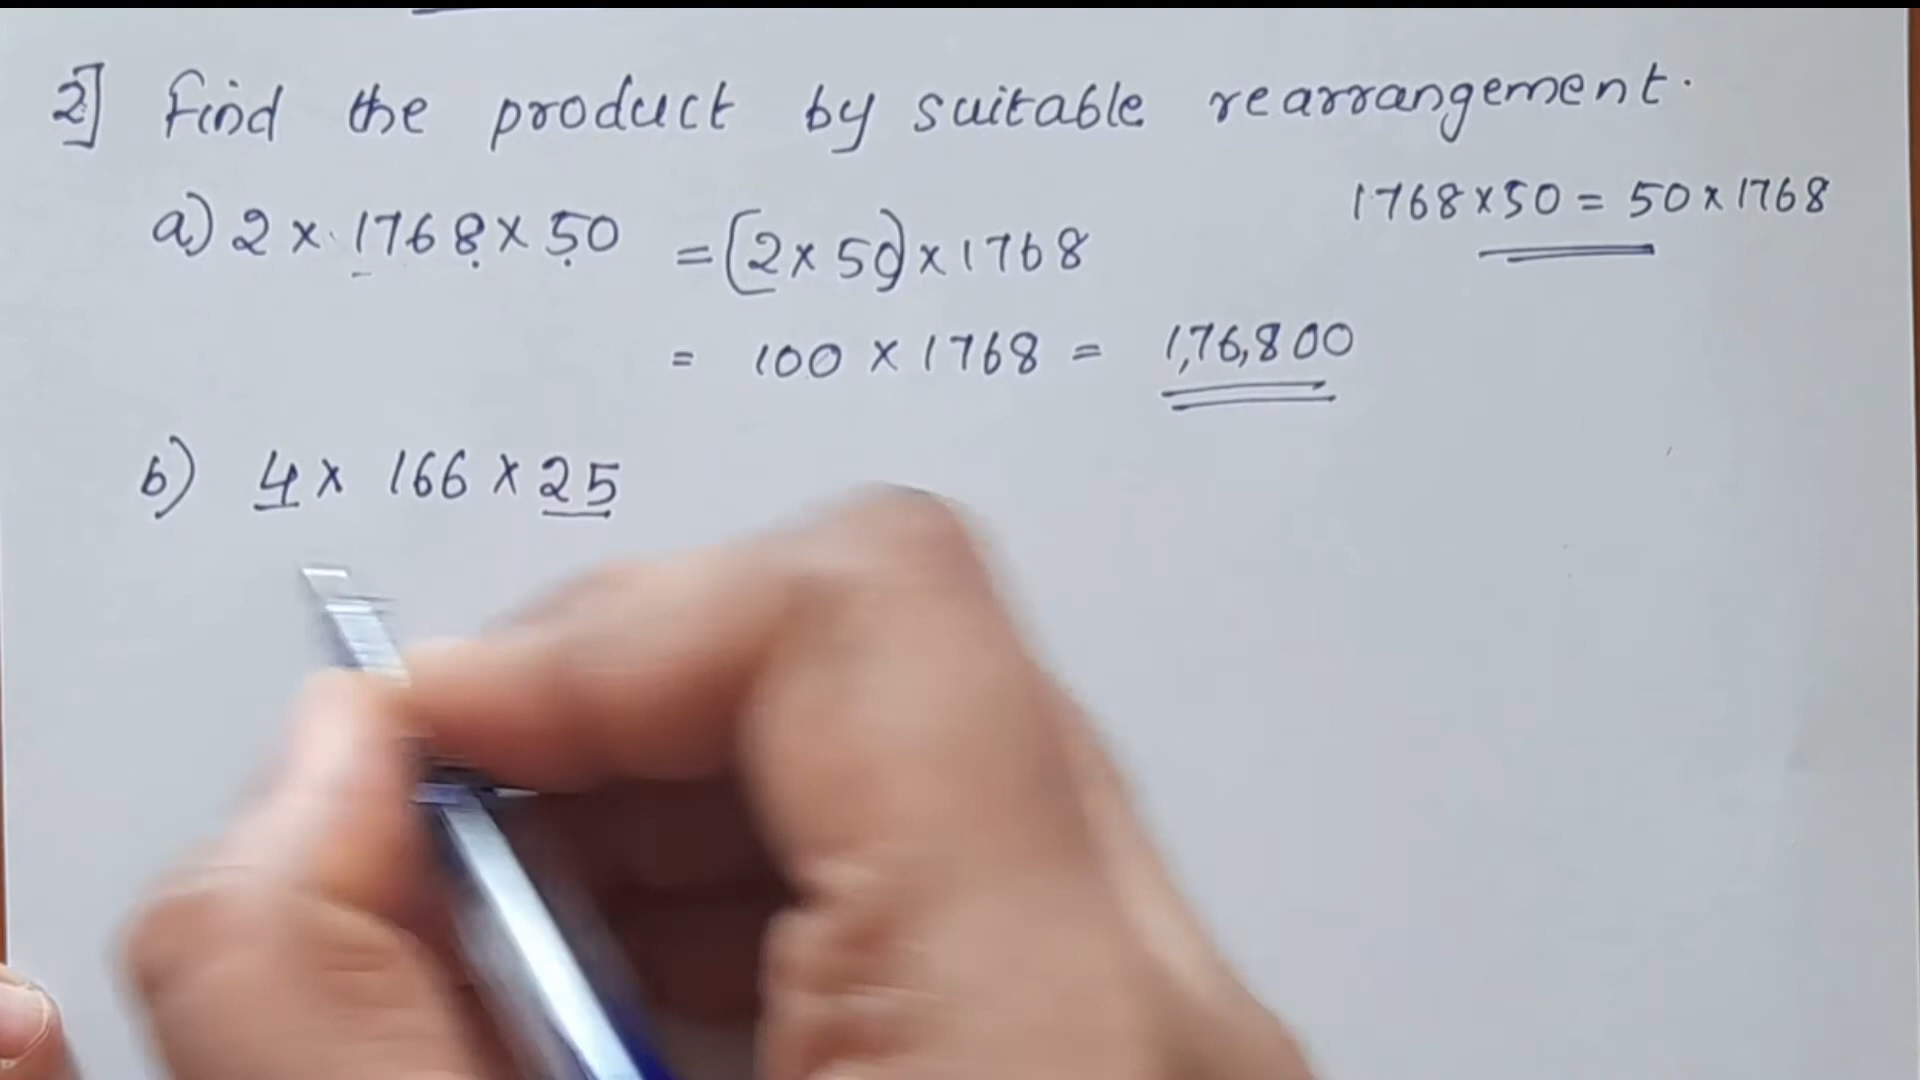 2] Find the product by suitable rearrangement.
1768 x 50 = 50 x 1768
a) 2 x 1768 x 50 = (2 x 50) x 1768
= 100 x 1768 = 1,76,800
b) 4 x 166 x 25